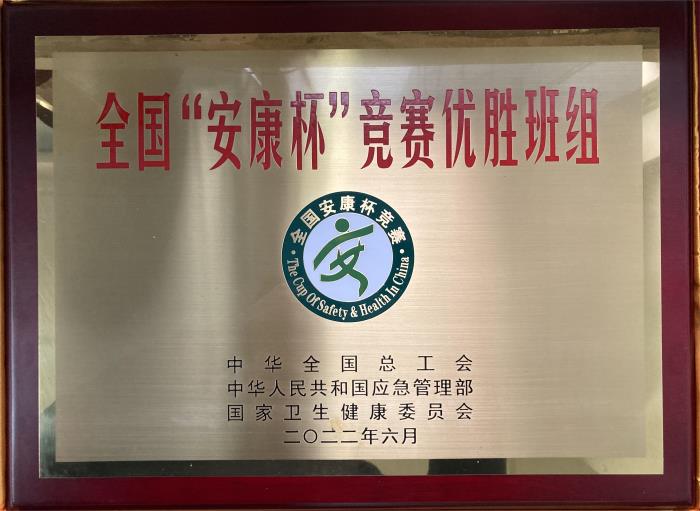 全国“安康杯”竞赛优胜班组
全国安康杯竞赛
安
The Cup Of Safety & Health In China
中华全国总工会
中华人民共和国应急管理部
国家卫生健康委员会
二〇二二年六月